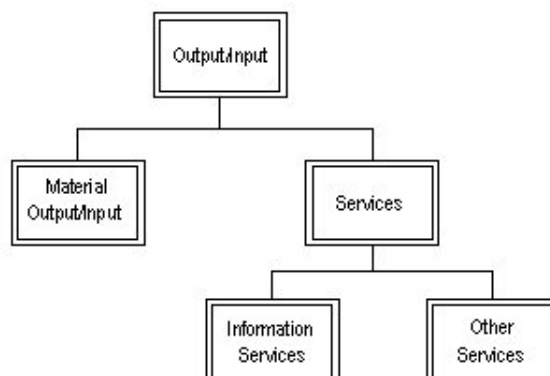 Output/Input
Material
Output/Input
Services
Information
Services
Other
Services